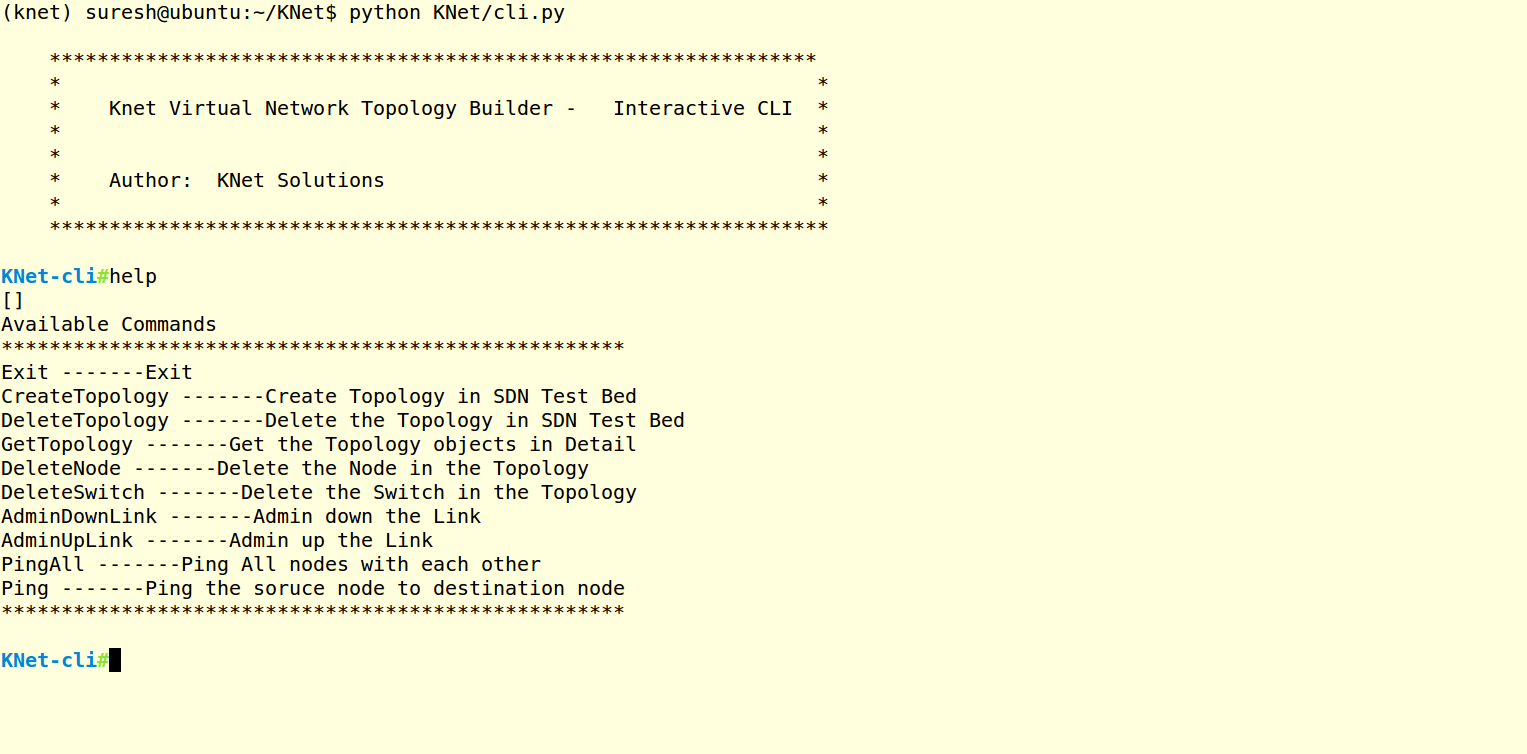 (knet) suresh@ubuntu:~/KNet$ python KNet/cli.py
****************************************************************
*                                                               *
*    Knet Virtual Network Topology Builder -   Interactive CLI  *
*                                                               *
*                                                               *
*    Author:  KNet Solutions                                    *
*                                                               *
*****************************************************************
KNet-cli#help
[]
Available Commands
****************************************************
Exit -------Exit
CreateTopology -------Create Topology in SDN Test Bed
DeleteTopology -------Delete the Topology in SDN Test Bed
GetTopology -------Get the Topology objects in Detail
DeleteNode -------Delete the Node in the Topology
DeleteSwitch -------Delete the Switch in the Topology
AdminDownLink -------Admin down the Link
AdminUpLink -------Admin up the Link
PingAll -------Ping All nodes with each other
Ping -------Ping the soruce node to destination node
****************************************************
KNet-cli#